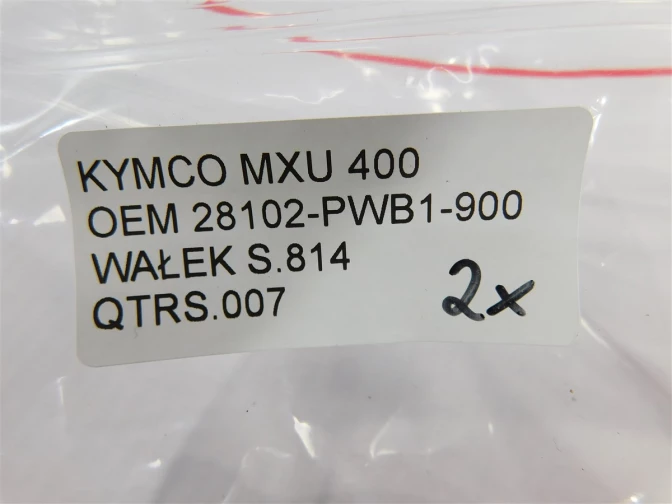 KYMCO MXU 400
OEM 28102-PWB1-900
WAŁEK S.814
QTRS.007
2x